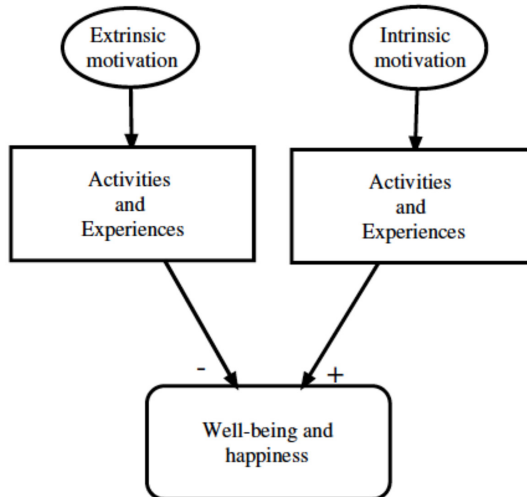 Extrinsic
motivation
Intrinsic
motivation
Activities
and
Experiences
Activities
and
Experiences
-
+
Well-being and
happiness